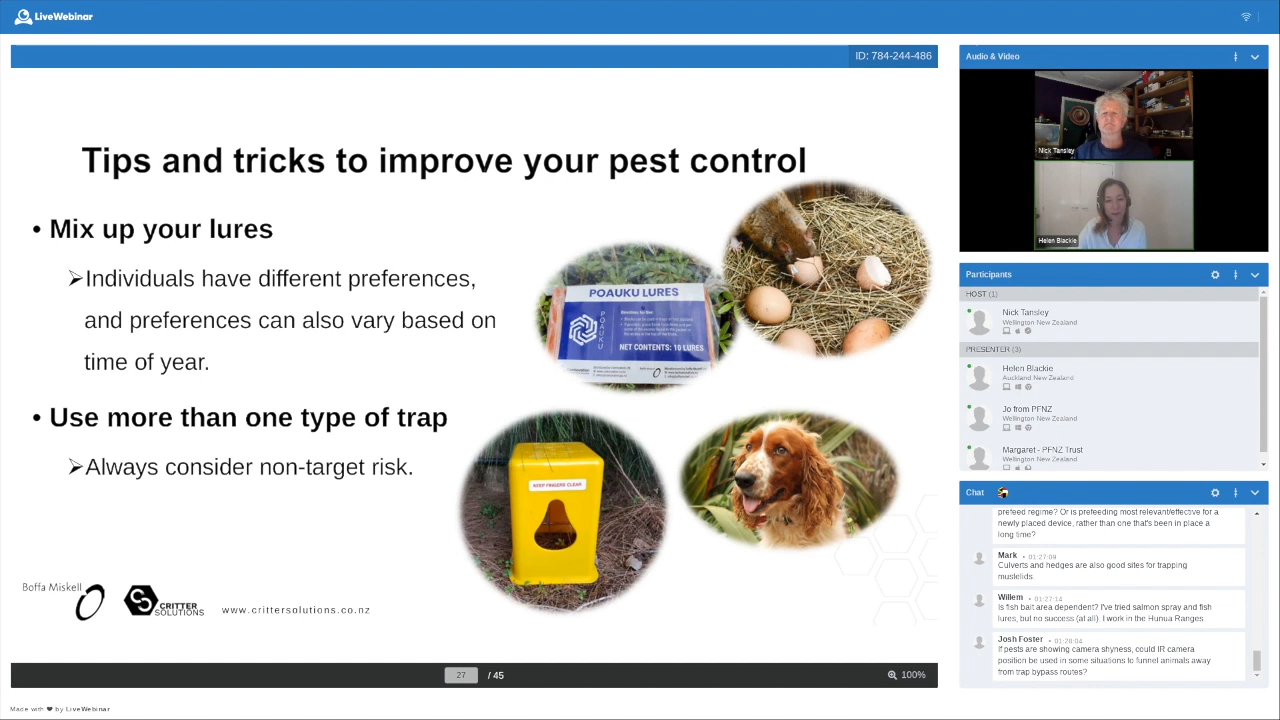 LiveWebinar
ID: 784-244-486
Tips and tricks to improve your pest control
• Mix up your lures
➢Individuals have different preferences,
and preferences can also vary based on
time of year.
• Use more than one type of trap
➢Always consider non-target risk.
POAUKU LURES
POAUKU
NET CONTENTS: 10 LURES
KEEP FINGERS CLEAR
Boffa Miskell
CRITTER
SOLUTIONS
www.crittersolutions.co.nz
27 / 45
100%
Made with ❤ by LiveWebinar
Audio & Video
Nick Tansley
Helen Blackie
Participants
HOST (1)
Nick Tansley
Wellington New Zealand
PRESENTER (3)
Helen Blackie
Auckland New Zealand
Jo from PFNZ
Wellington New Zealand
Margaret - PFNZ Trust
Wellington New Zealand
Chat
prefeed regime? Or is prefeeding most relevant/effective for a
newly placed device, rather than one that's been in place a
long time?
Mark • 01:27:09
Culverts and hedges are also good sites for trapping
mustelids.
Willem • 01:27:14
Is fish bait area dependent? I've tried salmon spray and fish
lures, but no success (at all). I work in the Hunua Ranges
Josh Foster • 01:28:04
If pests are showing camera shyness, could IR camera
position be used in some situations to funnel animals away
from trap bypass routes?